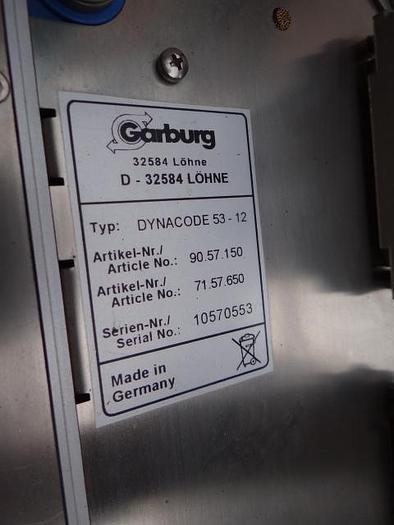 Garburg
32584 Löhne
D - 32584 LÖHNE
Typ: DYNACODE 53 - 12
Artikel-Nr./
Article No.: 90.57.150
Artikel-Nr./
Article No.: 71.57.650
Serien-Nr./
Serial No.: 10570553
Made in
Germany